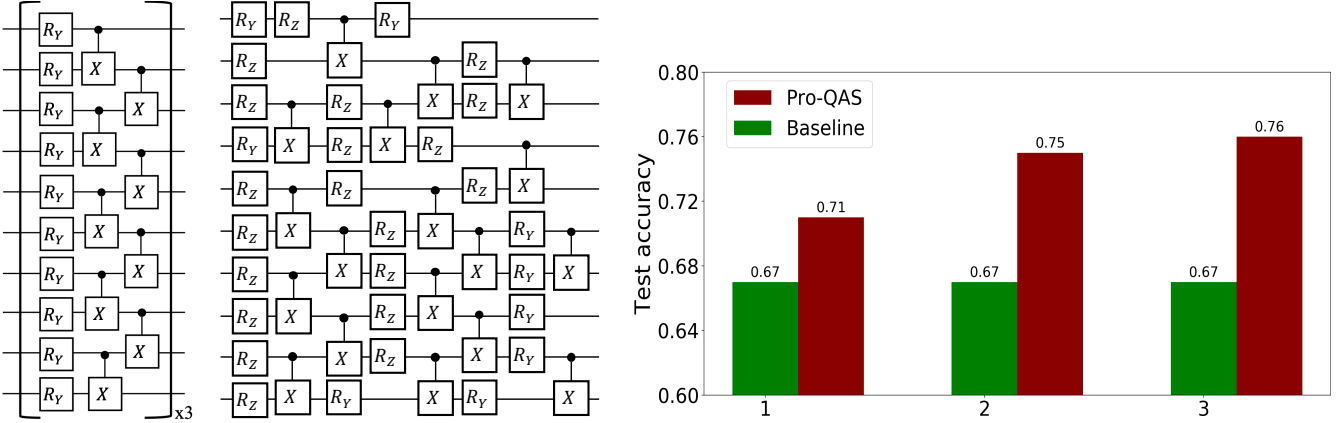 R_Y
R_Y X
R_Y X
R_Y X
R_Y X
R_Y X
R_Y X
R_Y X
R_Y X
R_Y X
x3
R_Y R_Z R_Y
R_Z X R_Z
R_Z R_Z X R_Z X
R_Y X R_Z X R_Z
R_Z R_Z R_Z X
R_Z X R_Z X R_Y
R_Z X R_Z X R_Y X
R_Z X R_Z X R_Y
R_Z X R_Z X R_Y
R_Z X R_Y X R_Y X
Test accuracy
0.80
0.76
0.72
0.68
0.64
0.60
Pro-QAS
Baseline
0.67
0.71
0.67
0.75
0.67
0.76
1
2
3